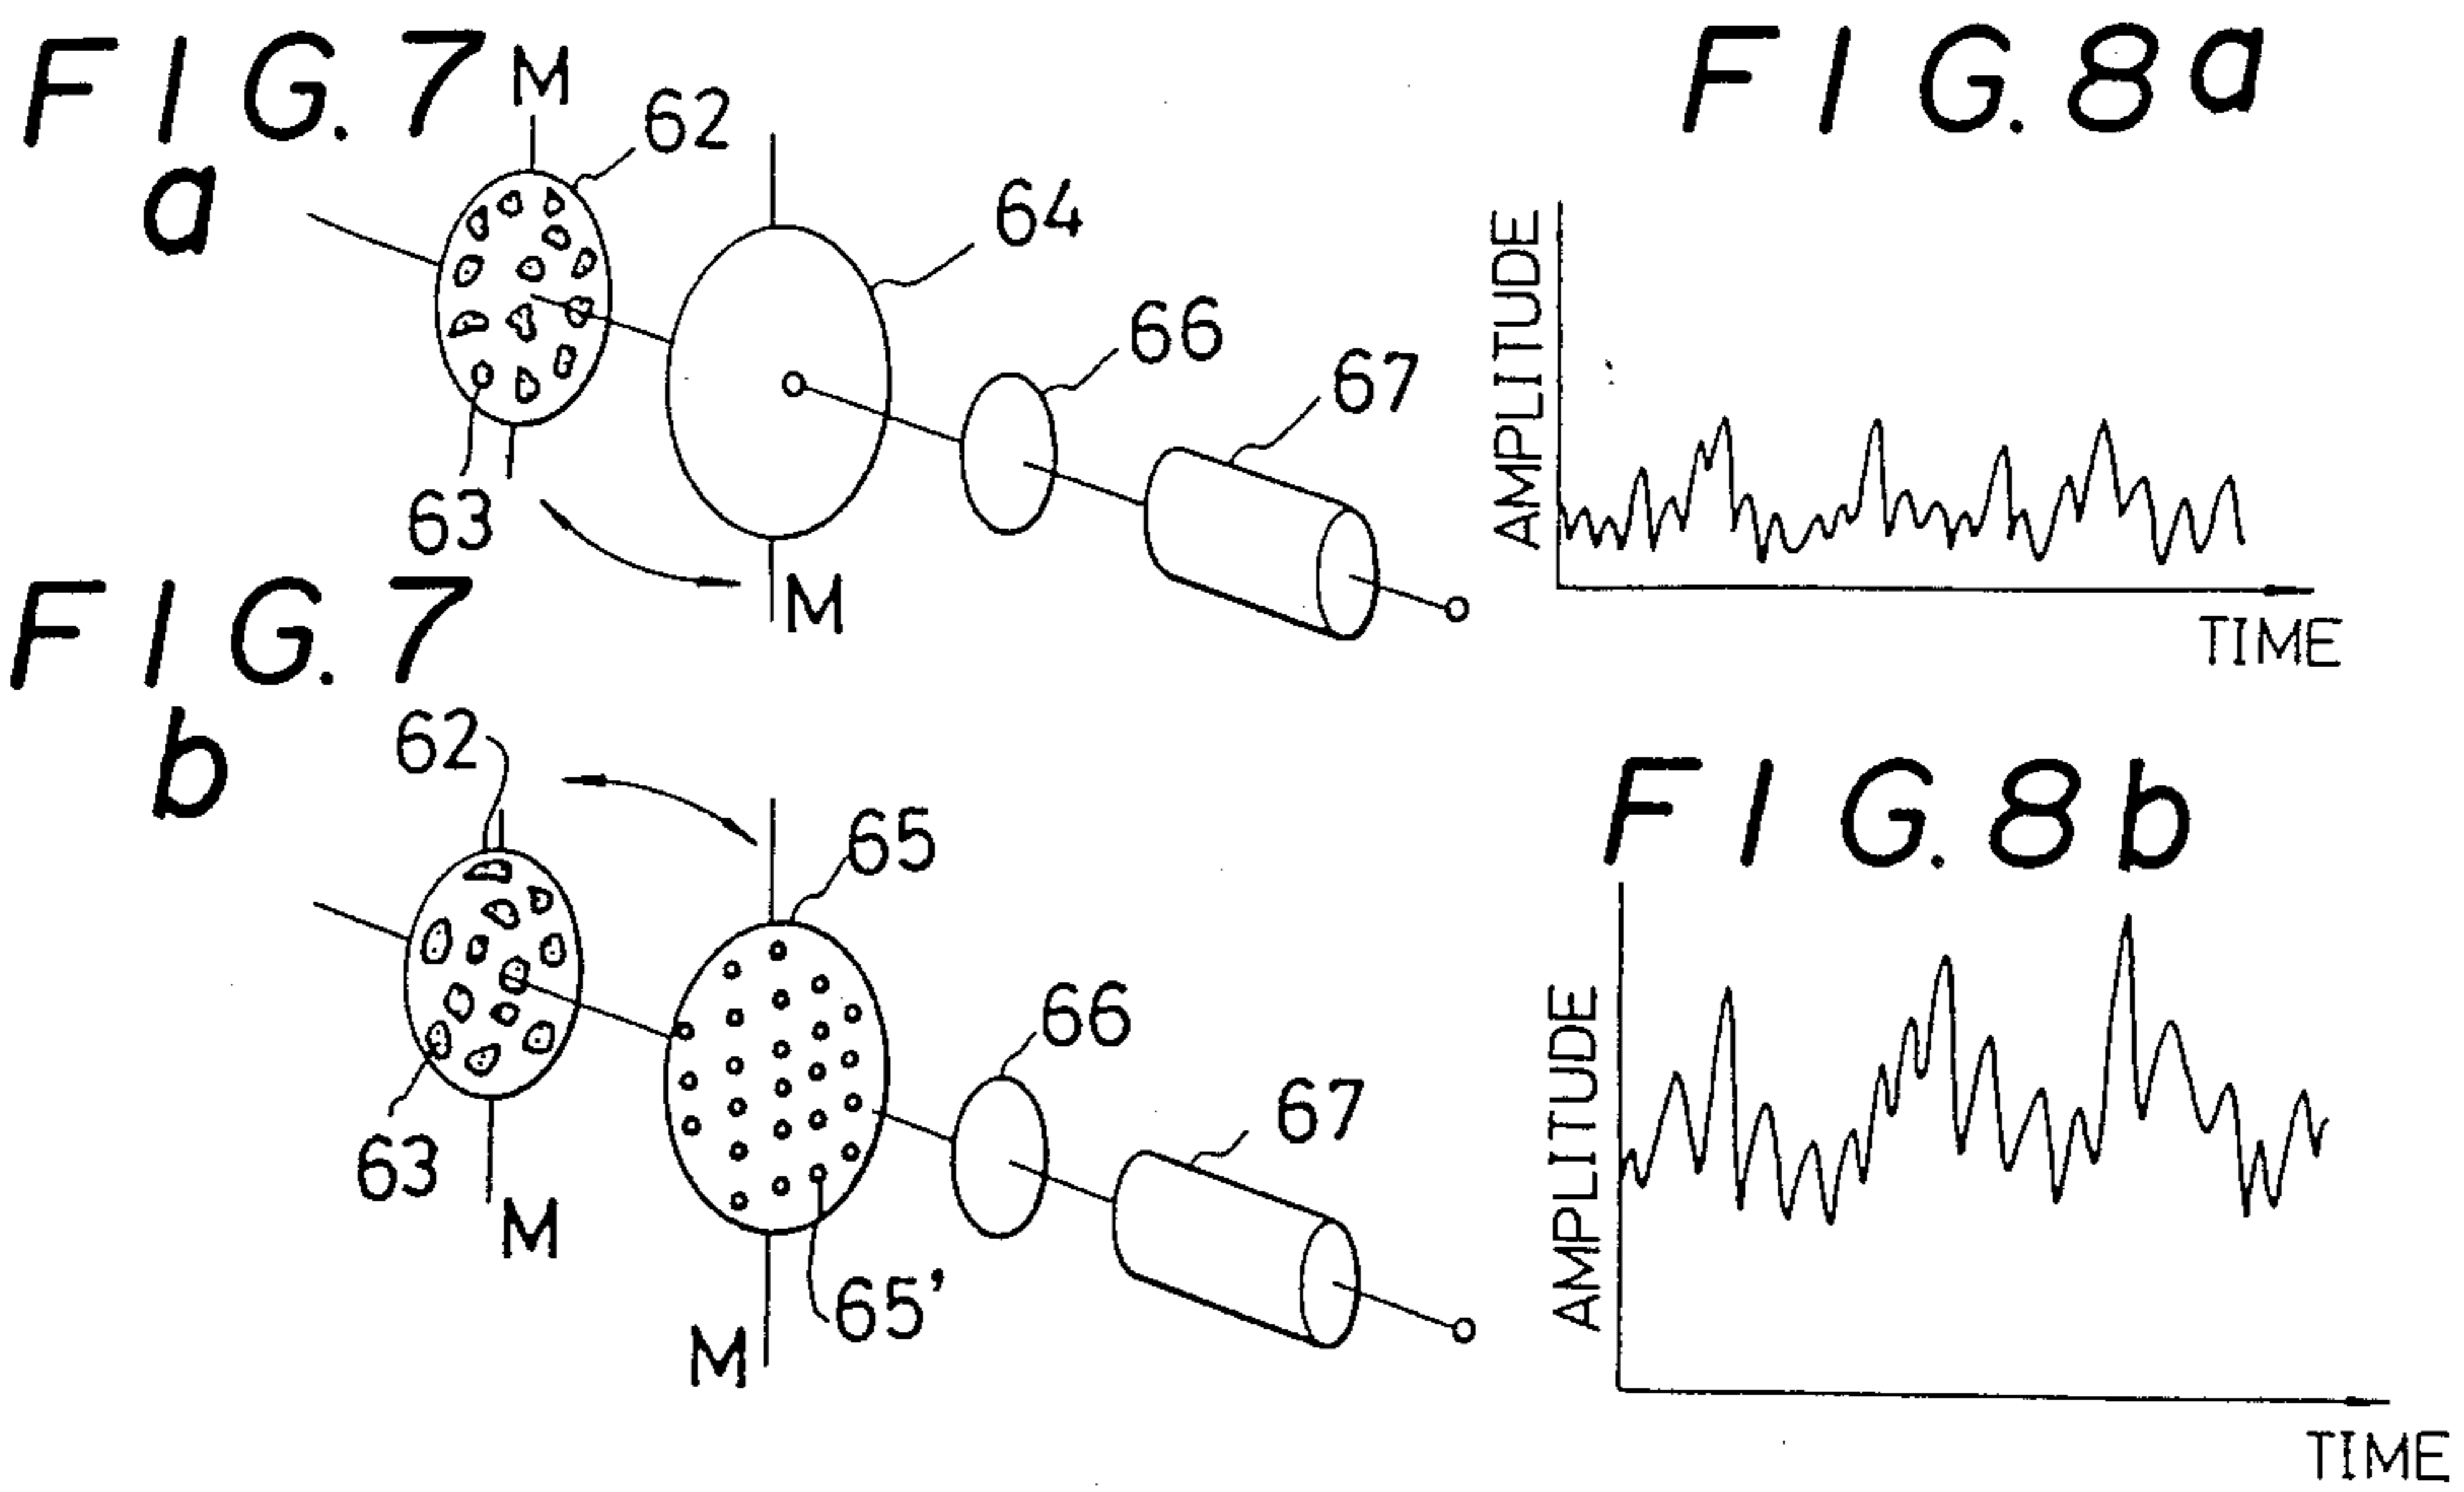 FIG. 7
a
M
62
64
66
67
63
M
FIG. 8a
AMPLITUDE
TIME
FIG. 7
b
62
65
66
67
63
M
65'
M
FIG. 8b
AMPLITUDE
TIME